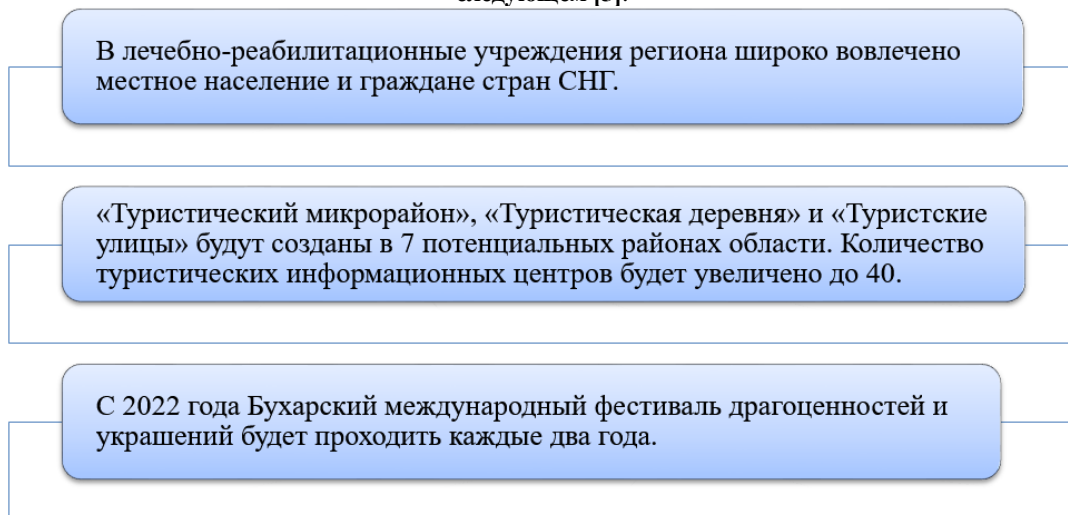 следующем [5].
В лечебно-реабилитационные учреждения региона широко вовлечено
местное население и граждане стран СНГ.
«Туристический микрорайон», «Туристическая деревня» и «Туристские
улицы» будут созданы в 7 потенциальных районах области. Количество
туристических информационных центров будет увеличено до 40.
С 2022 года Бухарский международный фестиваль драгоценностей и
украшений будет проходить каждые два года.